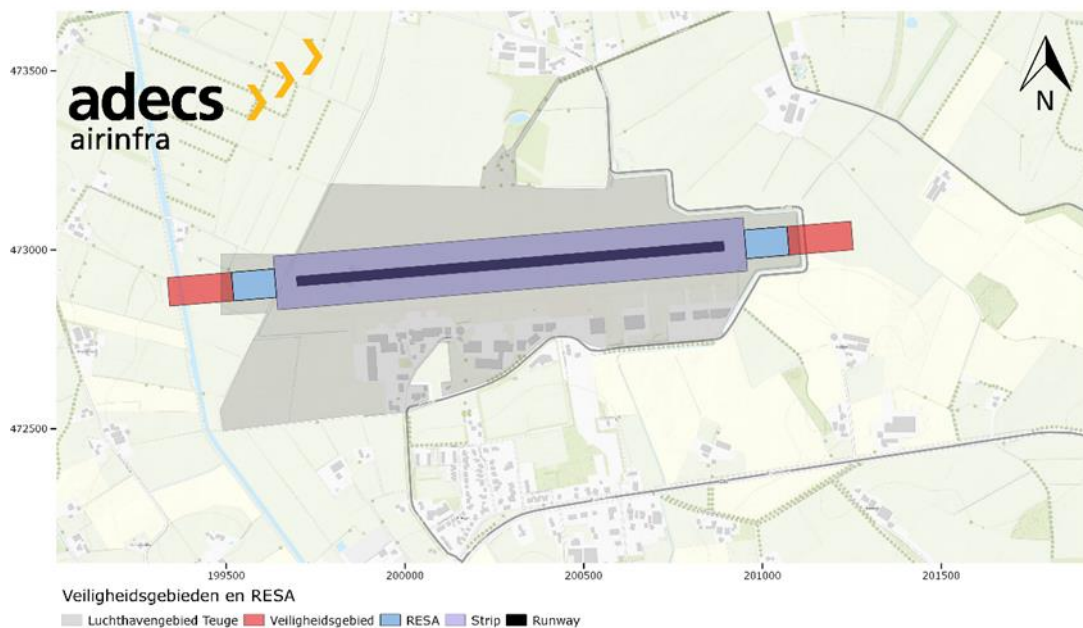 473500
adecs
airinfra
N
473000
472500
199500 200000 200500 201000 201500
Veiligheidsgebieden en RESA
Luchthavengebied Teuge Veiligheidsgebied RESA Strip Runway